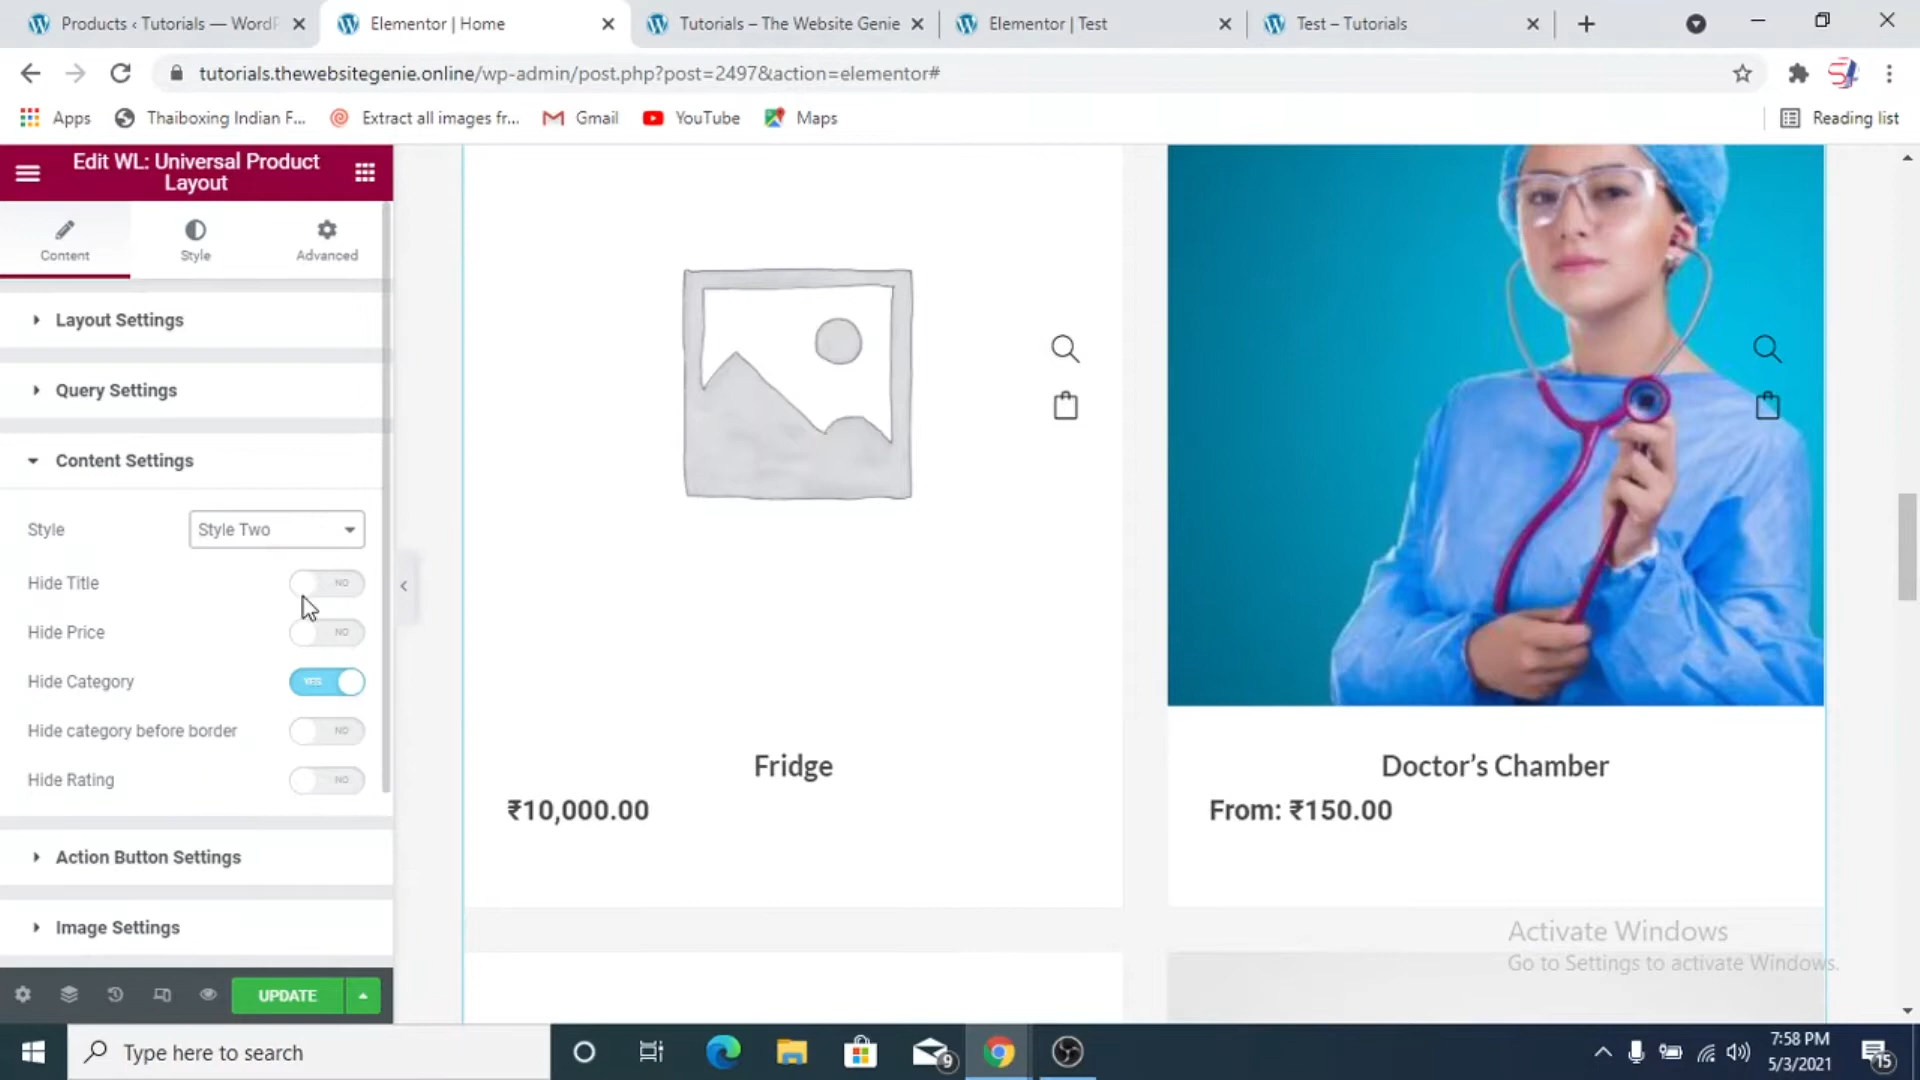 Products ‹ Tutorials — WordP
Elementor | Home
Tutorials – The Website Genie
Elementor | Test
Test – Tutorials
tutorials.thewebsitegenie.online/wp-admin/post.php?post=2497&action=elementor#
Apps
Thaiboxing Indian F...
Extract all images fr...
Gmail
YouTube
Maps
Reading list
Edit WL: Universal Product
Layout
Content
Style
Advanced
Layout Settings
Query Settings
Content Settings
Style
Style Two
Hide Title
NO
Hide Price
NO
Hide Category
YES
Hide category before border
NO
Hide Rating
NO
Action Button Settings
Image Settings
UPDATE
Fridge
₹10,000.00
Doctor’s Chamber
From: ₹150.00
Activate Windows
Go to Settings to activate Windows.
Type here to search
9
7:58 PM
5/3/2021
15